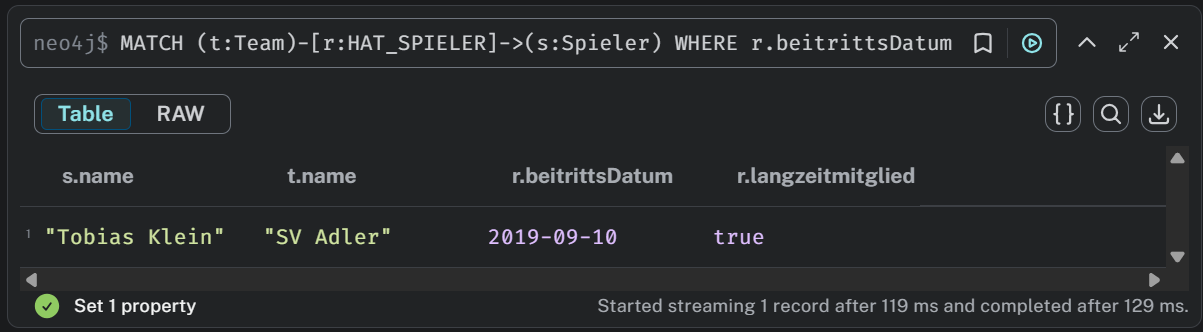 neo4j$ MATCH (t:Team)-[r:HAT_SPIELER]->(s:Spieler) WHERE r.beitrittsDatum
Table RAW
{}
s.name t.name r.beitrittsDatum r.langzeitmitglied
1 "Tobias Klein" "SV Adler" 2019-09-10 true
Set 1 property Started streaming 1 record after 119 ms and completed after 129 ms.